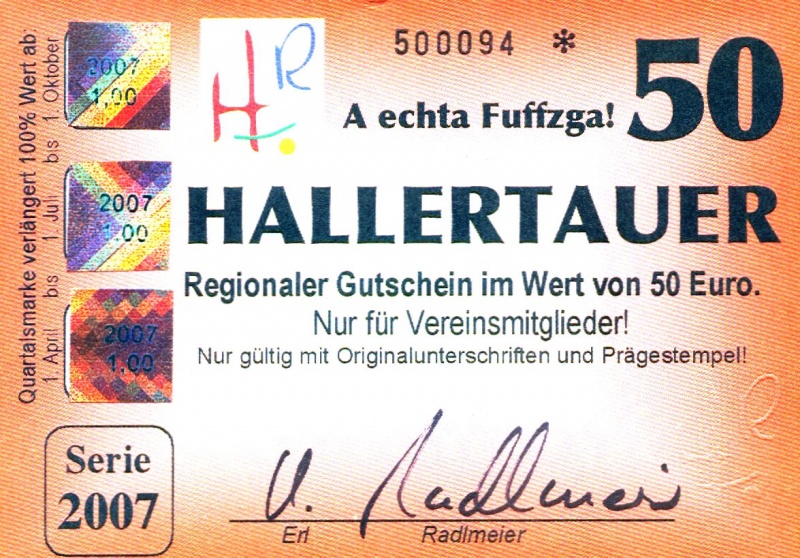 500094 *
HR
A echta Fuffzga!
50
HALLERTAUER
Regionaler Gutschein im Wert von 50 Euro.
Nur für Vereinsmitglieder!
Nur gültig mit Originalunterschriften und Prägestempel!
Quartalsmarke verlängert 100% Wert ab:
1. April bis 1. Juli bis 1. Oktober
2007
1,00
2007
1.00
2007
1.00
Serie
2007
Radlmeier
Erl Radlmeier